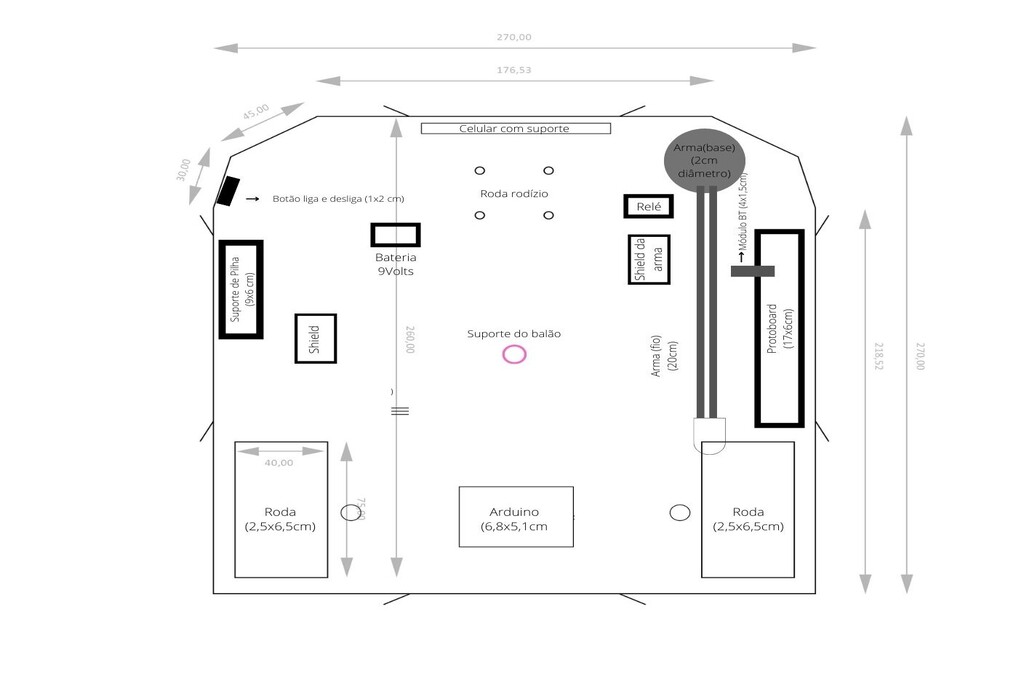 270,00
176,53
45,00
30,00
Celular com suporte
Arma(base)
(2cm
diâmetro)
Roda rodízio
Botão liga e desliga (1x2 cm)
Relé
Módulo BT (4x1,5cm)
Bateria
9Volts
Shield da
arma
Suporte de Pilha
(9x6 cm)
Shield
260,00
Suporte do balão
Arma (fio)
(20cm)
Protoboard
(17x6cm)
218,52
270,00
)
40,00
75,00
Roda
(2,5x6,5cm)
Arduino
(6,8x5,1cm
Roda
(2,5x6,5cm)